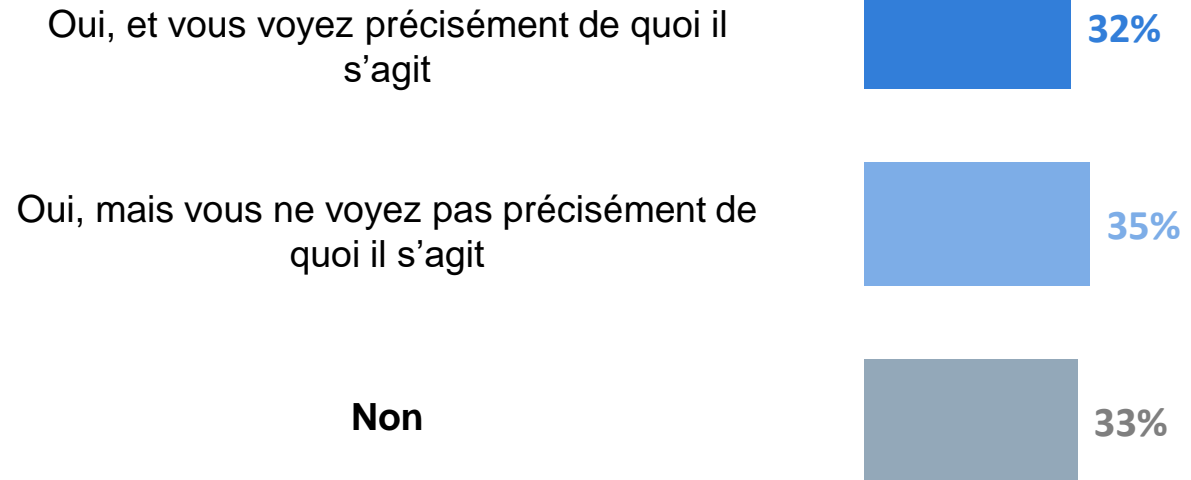 Oui, et vous voyez précisément de quoi il
s’agit
32%
Oui, mais vous ne voyez pas précisément de
quoi il s’agit
35%
Non
33%